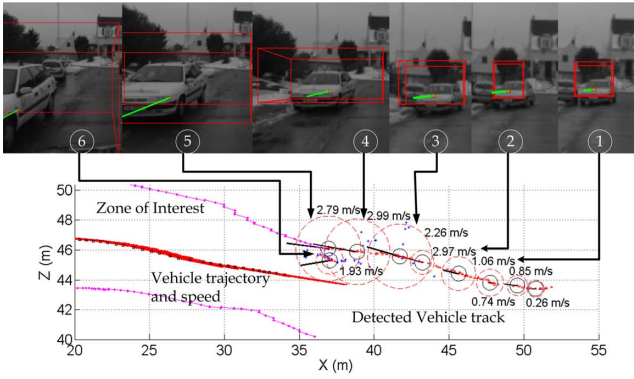 6 5 4 3 2 1
50
48
46
44
42
40
Z (m)
Zone of Interest
Vehicle trajectory
and speed
2.79 m/s
2.99 m/s
2.26 m/s
2.97 m/s
1.06 m/s
0.85 m/s
1.93 m/s
0.74 m/s
0.26 m/s
Detected Vehicle track
20 25 30 35 40 45 50 55
X (m)